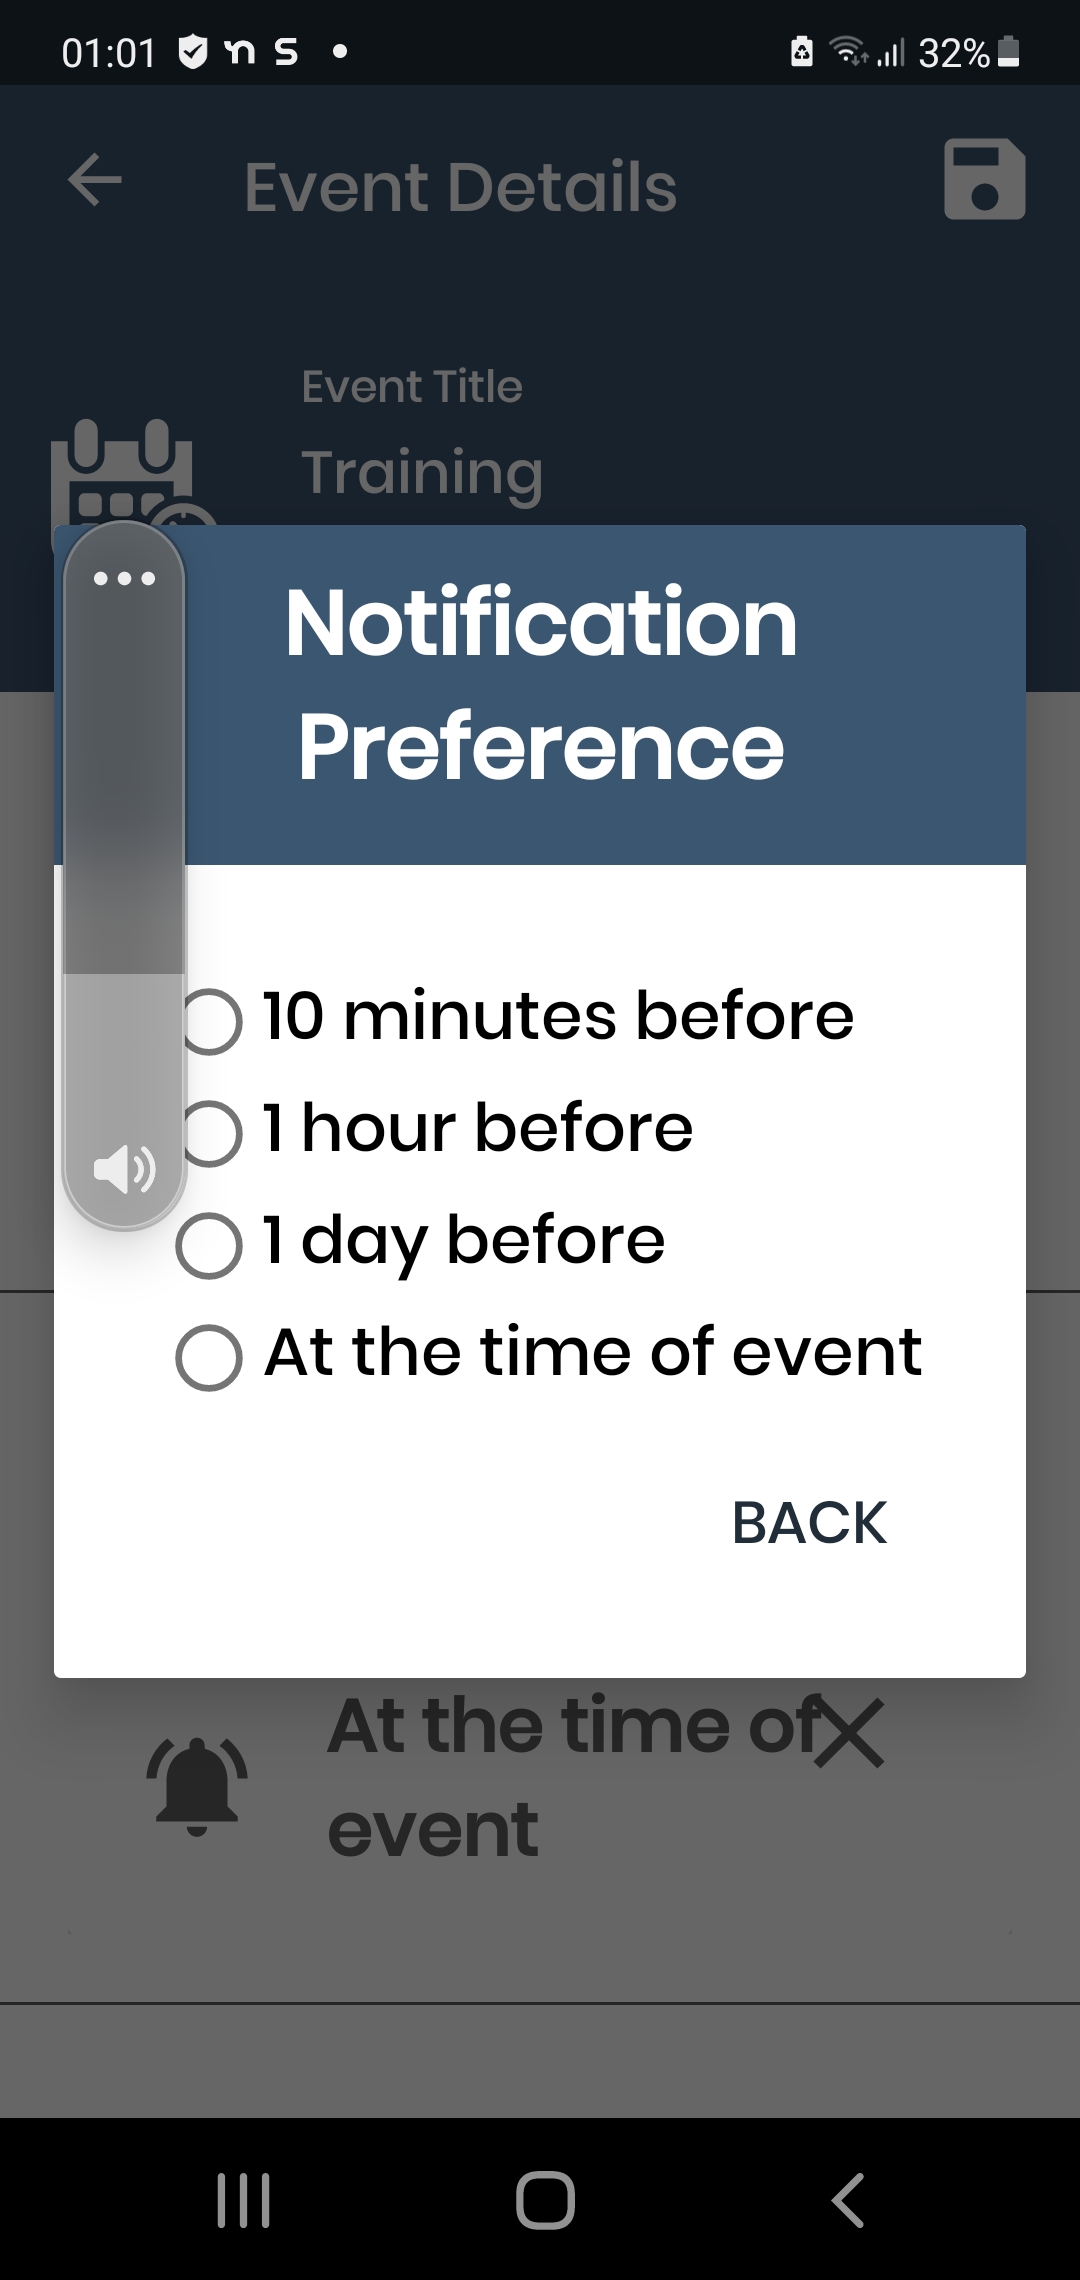 01:01 32%
Event Details
Event Title
Training
Notification
Preference
10 minutes before
1 hour before
1 day before
At the time of event
BACK
At the time of
event